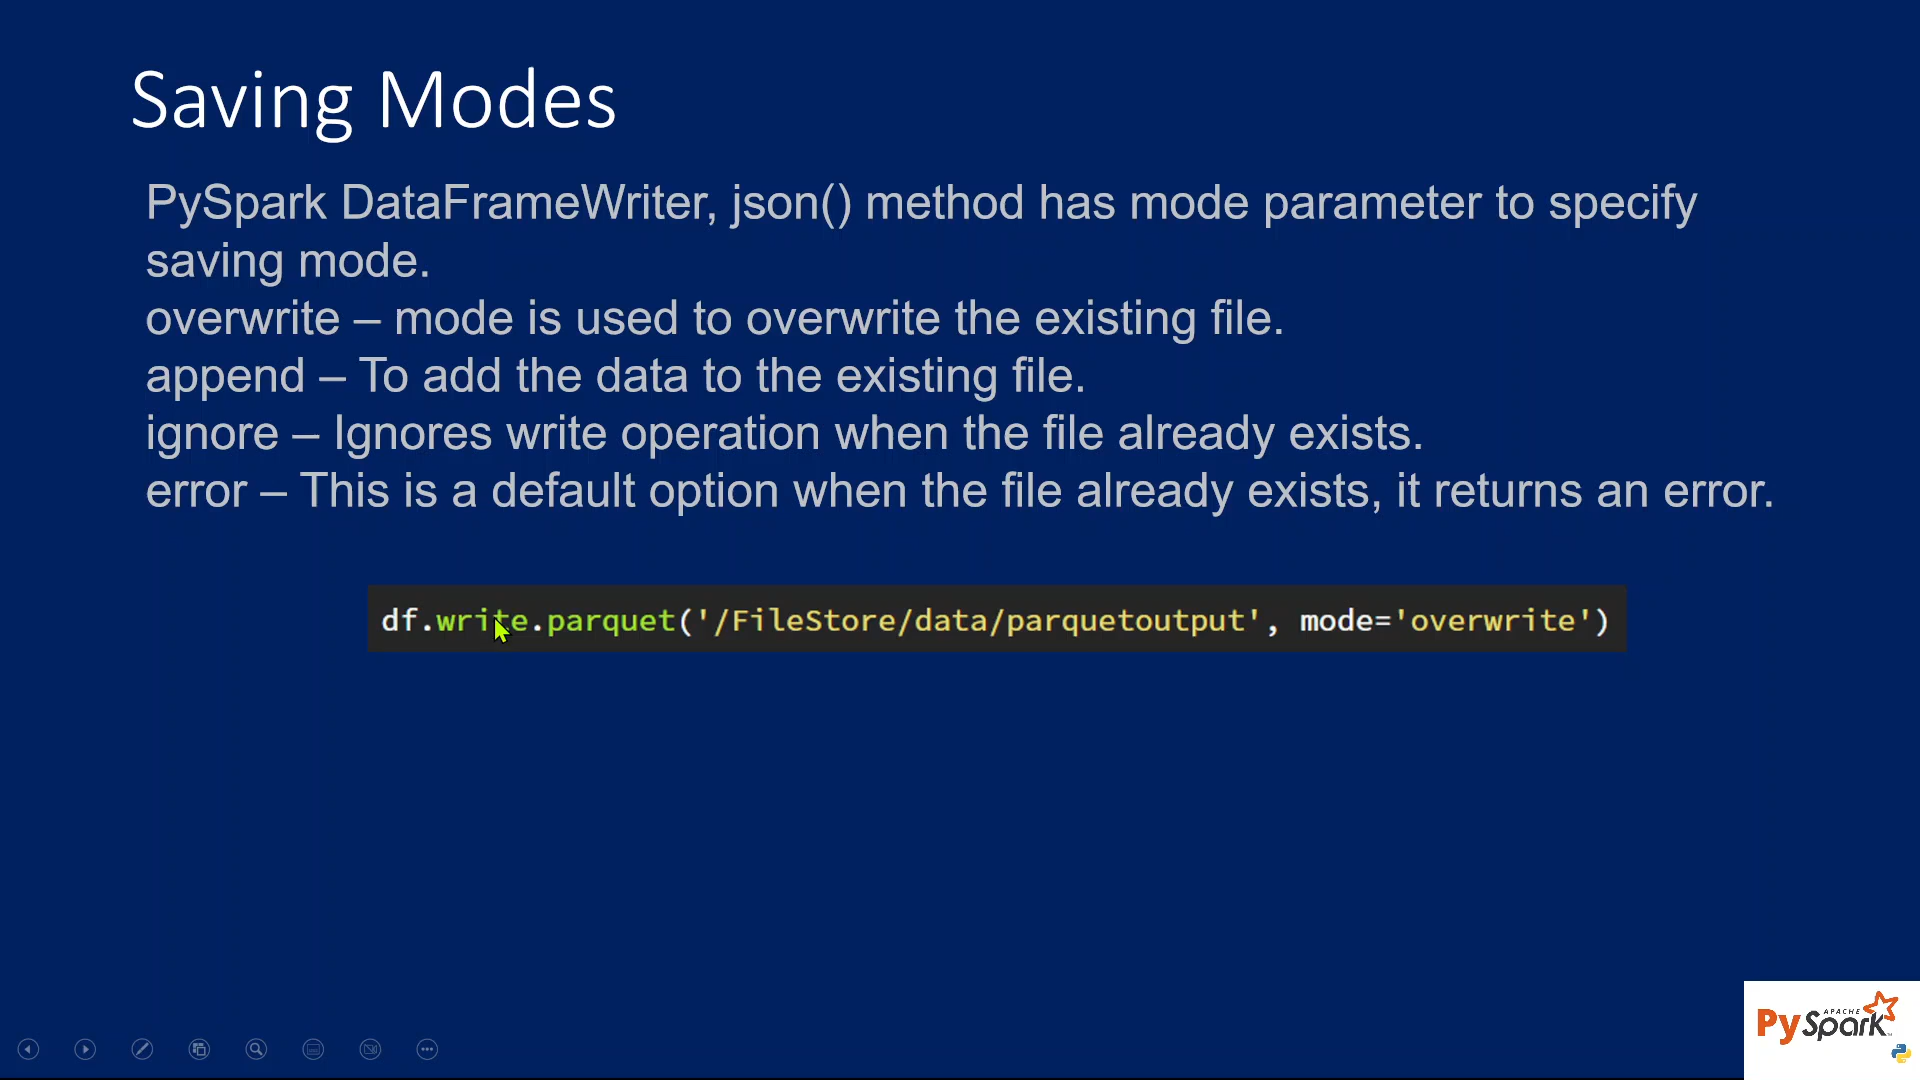 Saving Modes
PySpark DataFrameWriter, json() method has mode parameter to specify
saving mode.
overwrite – mode is used to overwrite the existing file.
append – To add the data to the existing file.
ignore – Ignores write operation when the file already exists.
error – This is a default option when the file already exists, it returns an error.
df.write.parquet('/FileStore/data/parquetoutput', mode='overwrite')
APACHE
PySpark